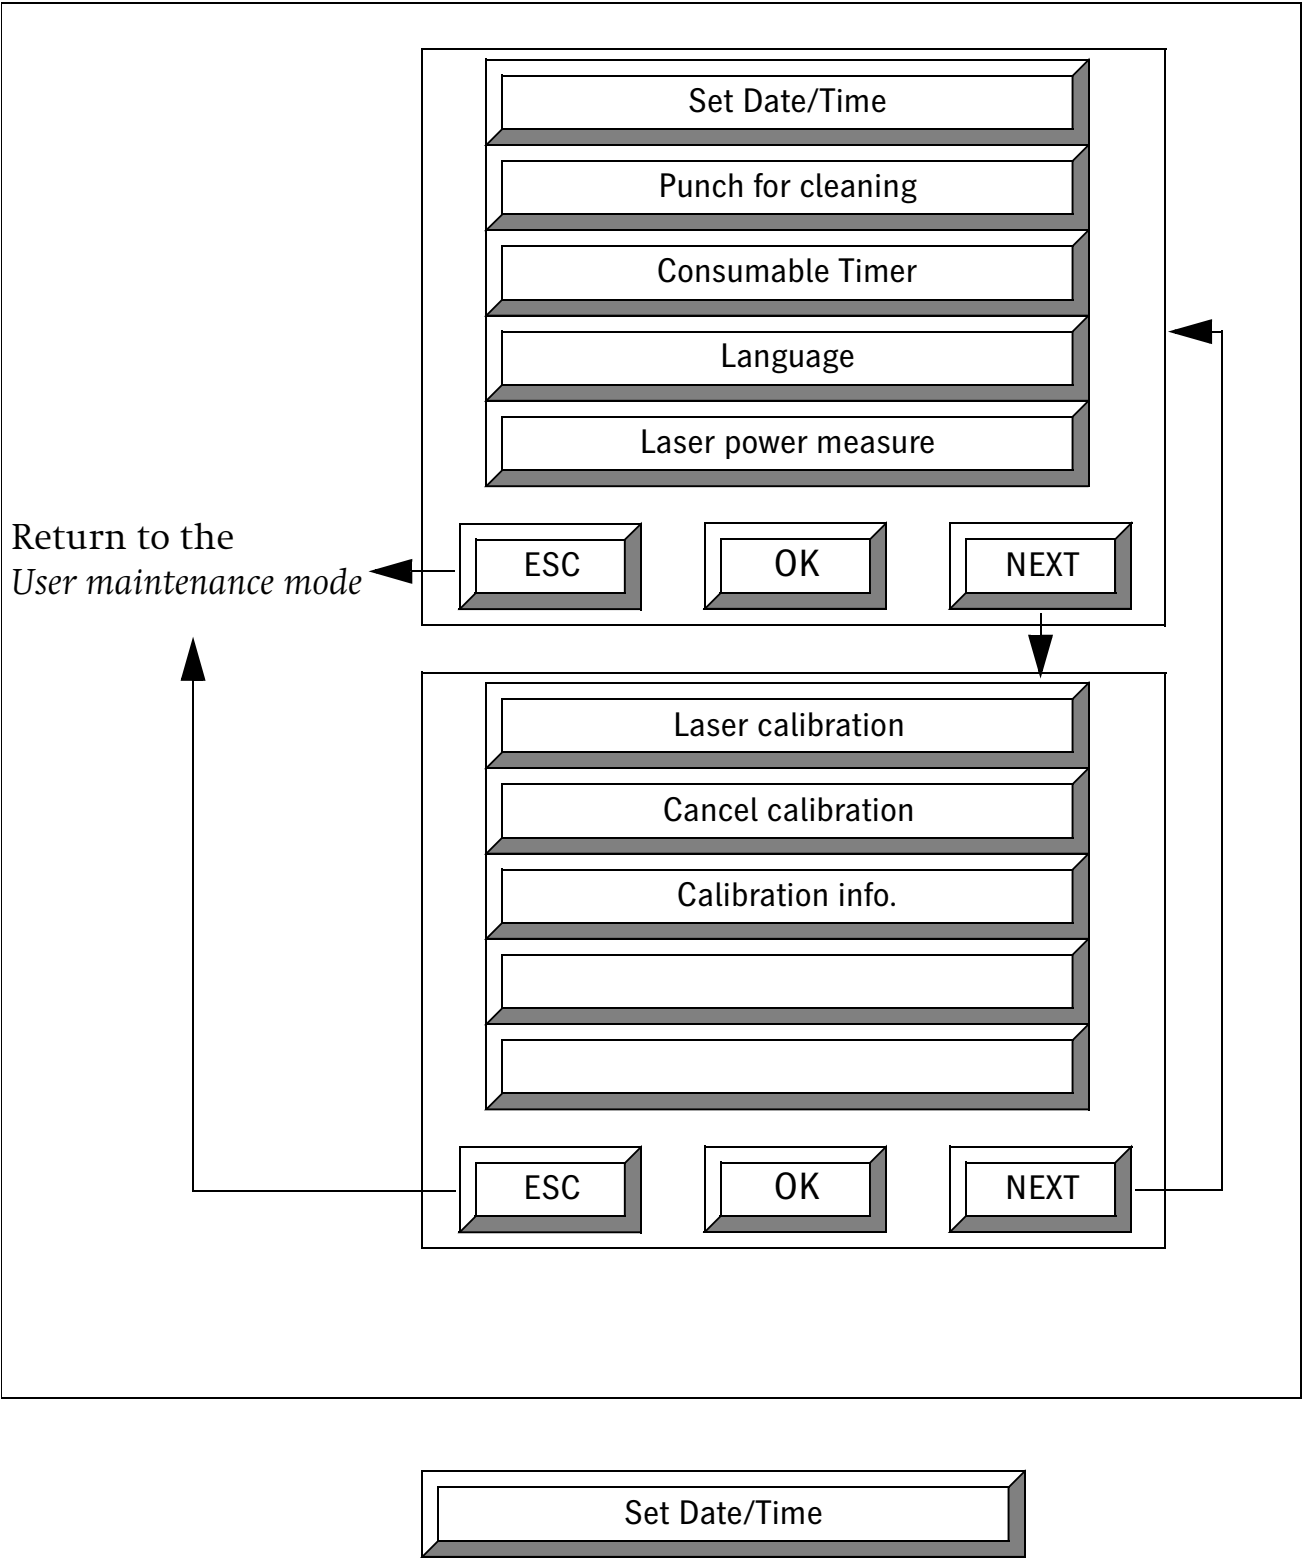 Set Date/Time
Punch for cleaning
Consumable Timer
Language
Laser power measure
Return to the
User maintenance mode
ESC
OK
NEXT
Laser calibration
Cancel calibration
Calibration info.
ESC
OK
NEXT
Set Date/Time